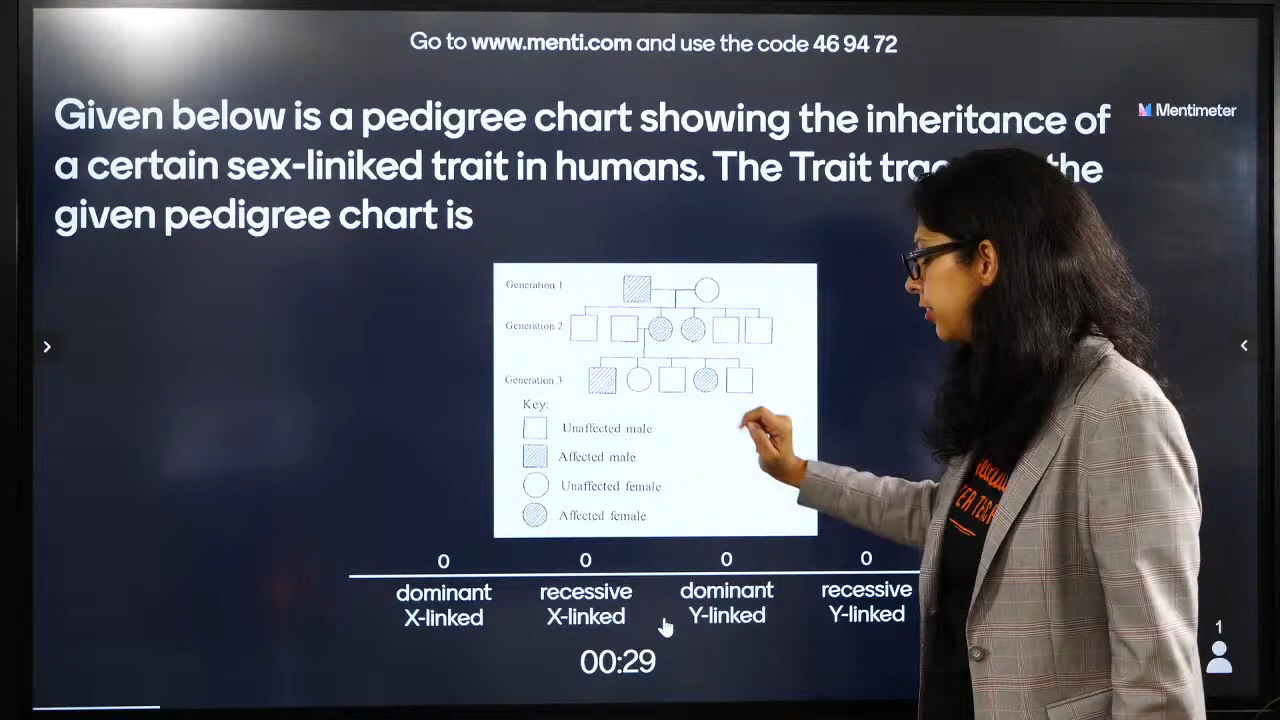 Go to www.menti.com and use the code 46 94 72
Mentimeter
Given below is a pedigree chart showing the inheritance of
a certain sex-liniked trait in humans. The Trait the
given pedigree chart is
Generation 1
Generation 2
Generation 3
Key:
Unaffected male
Affected male
Unaffected female
Affected female
0 0 0 0
dominant recessive dominant recessive
X-linked X-linked Y-linked Y-linked
00:29
1